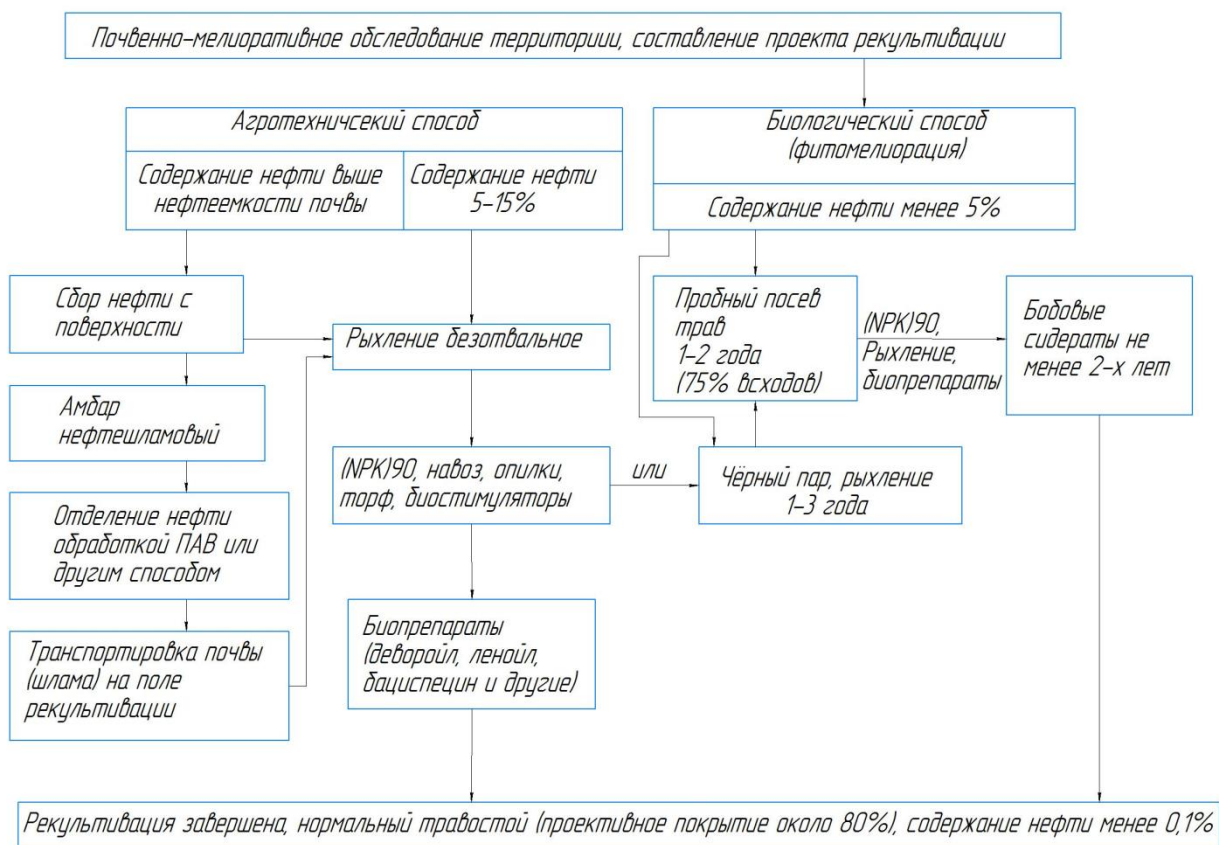 Почвенно-мелиоративное обследование территориии, составление проекта рекультивации
Агротехничсекий способ
Содержание нефти выше
нефтеемкости почвы
Содержание нефти
5-15%
Биологический способ
(фитомелиорация)
Содержание нефти менее 5%
Сбор нефти с
поверхности
Рыхление безотвальное
Пробный посев
трав
1-2 года
(75% всходов)
(NPK)90,
Рыхление,
биопрепараты
Бобовые
сидераты не
менее 2-х лет
Амбар
нефтешламовый
(NPK)90, навоз, опилки,
торф, биостимуляторы
или
Чёрный пар, рыхление
1-3 года
Отделение нефти
обработкой ПАВ или
другим способом
Биопрепараты
(деворойл, ленойл,
бациспецин и другие)
Транспортировка почвы
(шлама) на поле
рекультивации
Рекультивация завершена, нормальный травостой (проективное покрытие около 80%), содержание нефти менее 0,1%